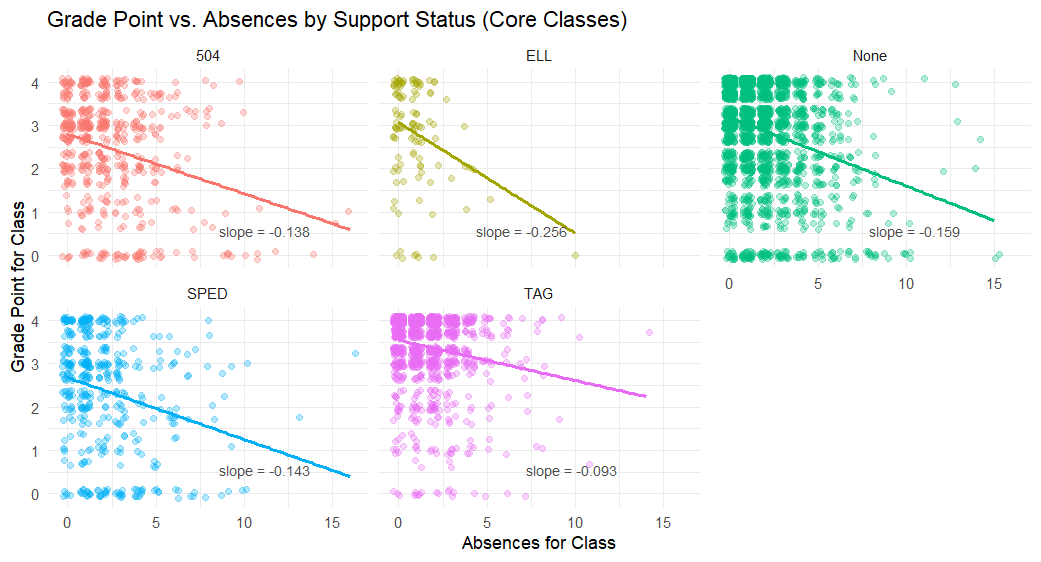 Grade Point vs. Absences by Support Status (Core Classes)
504
ELL
None
4
3
2
1
0
slope = -0.138
slope = -0.256
slope = -0.159
0
5
10
15
SPED
TAG
4
3
2
1
0
slope = -0.143
slope = -0.093
0
5
10
15
0
5
10
15
Absences for Class
Grade Point for Class